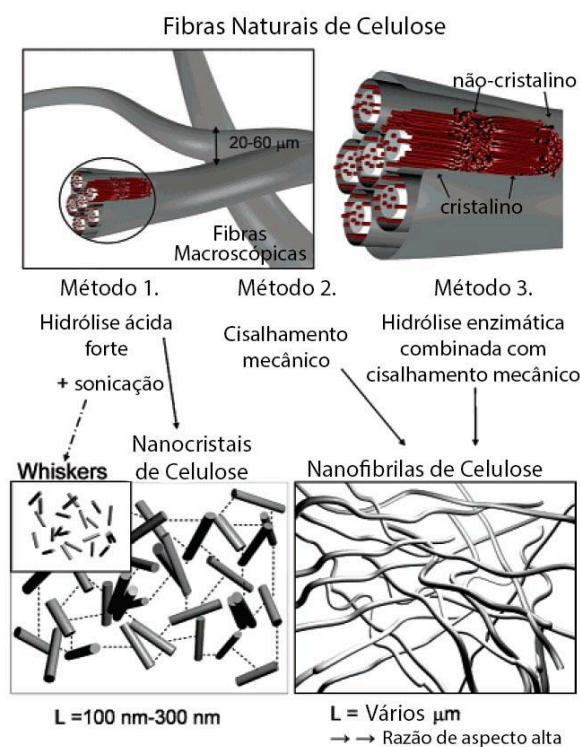 Fibras Naturais de Celulose
não-cristalino
20-60 μm
cristalino
Fibras
Macroscópicas
Método 1.
Método 2.
Método 3.
Hidrólise ácida
forte
Cisalhamento
mecânico
Hidrólise enzimática
combinada com
cisalhamento mecânico
+ sonicação
Nanocristais
de Celulose
Whiskers
Nanofibrilas de Celulose
L =100 nm-300 nm
L = Vários μm
→ → Razão de aspecto alta